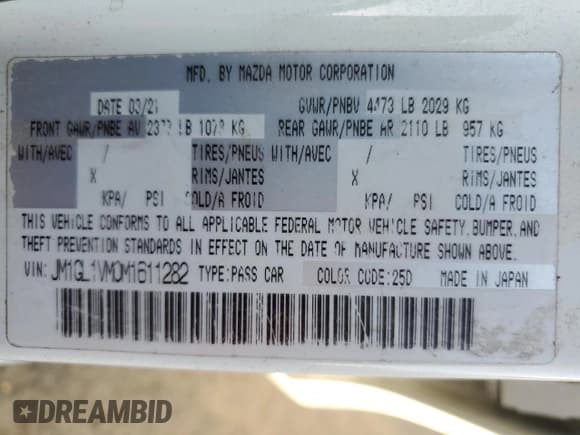 MFD. BY MAZDA MOTOR CORPORATION
DATE 03/21 GVWR/PNBV 4473 LB 2029 KG
FRONT GAWR/PNBE AV LB KG REAR GAWR/PNBE AR 2110 LB 957 KG
WITH/AVEC / TIRES/PNEUS WITH/AVEC / TIRES/PNEUS
X RIMS/JANTES X RIMS/JANTES
KPA/ PSI COLD/A FROID KPA/ PSI COLD/A FROID
THIS VEHICLE CONFORMS TO ALL APPLICABLE FEDERAL MOTOR VEHICLE SAFETY, BUMPER, AND
THEFT PREVENTION STANDARDS IN EFFECT ON THE DATE OF MANUFACTURE SHOWN ABOVE.
VIN: JM1GL1VM0M1611282 TYPE:PASS CAR COLOR CODE:25D MADE IN JAPAN
DREAMBID